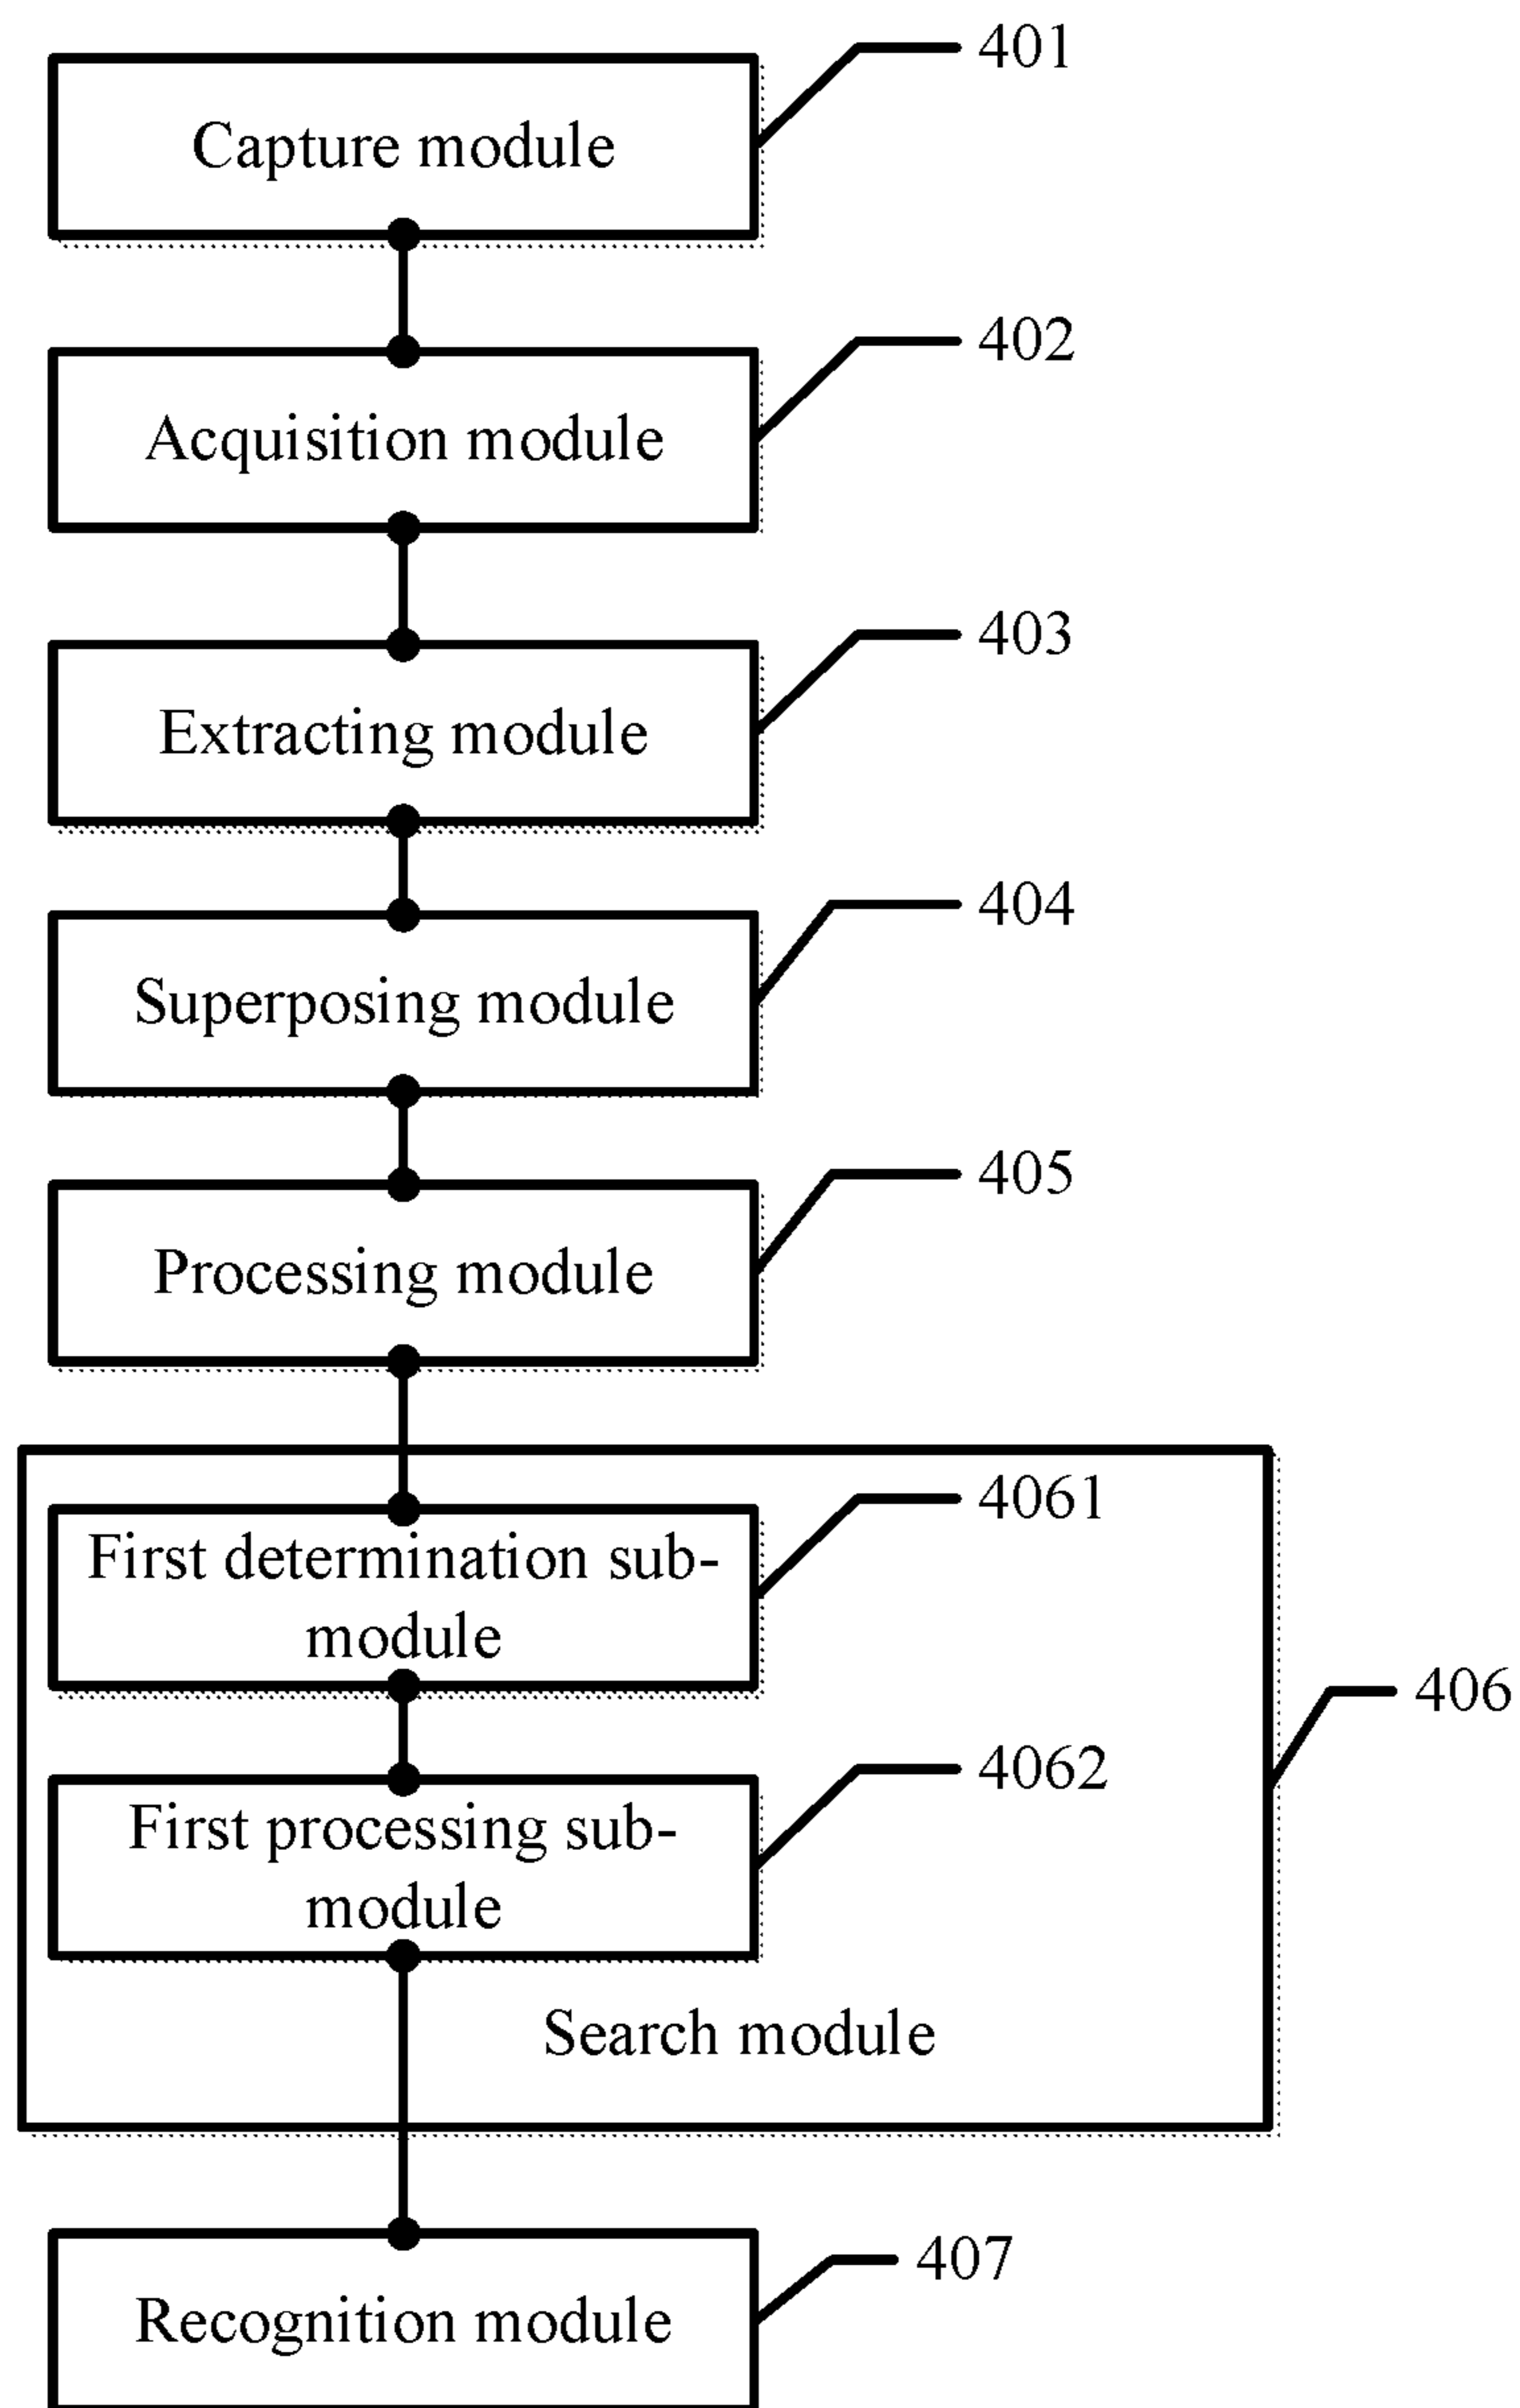 401
Capture module
402
Acquisition module
403
Extracting module
404
Superposing module
405
Processing module
4061
First determination sub-
module
406
4062
First processing sub-
module
Search module
407
Recognition module